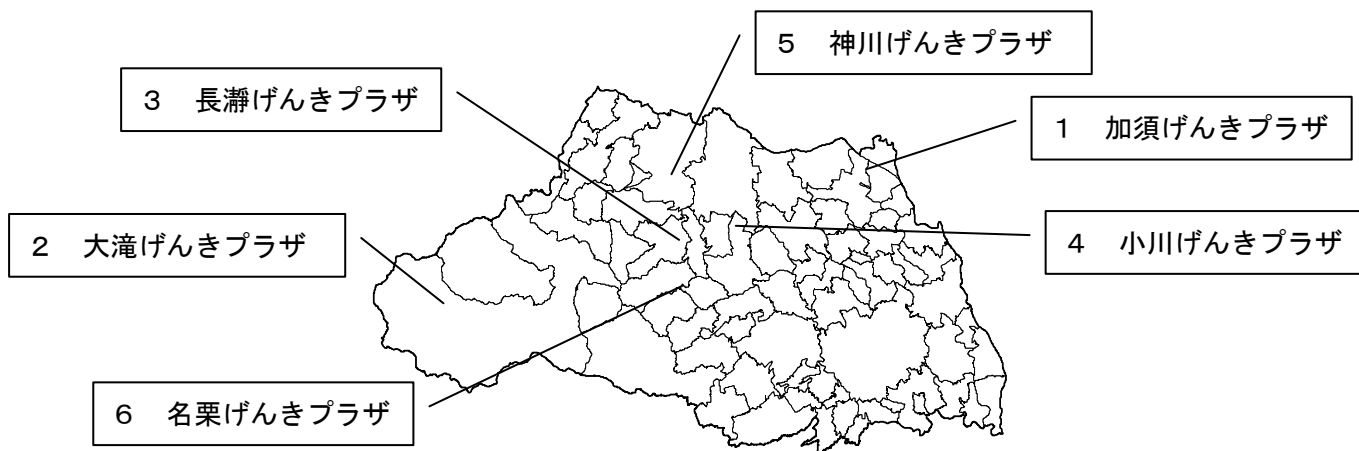 5　神川げんきプラザ
3　長瀞げんきプラザ
1　加須げんきプラザ
2　大滝げんきプラザ
4　小川げんきプラザ
6　名栗げんきプラザ